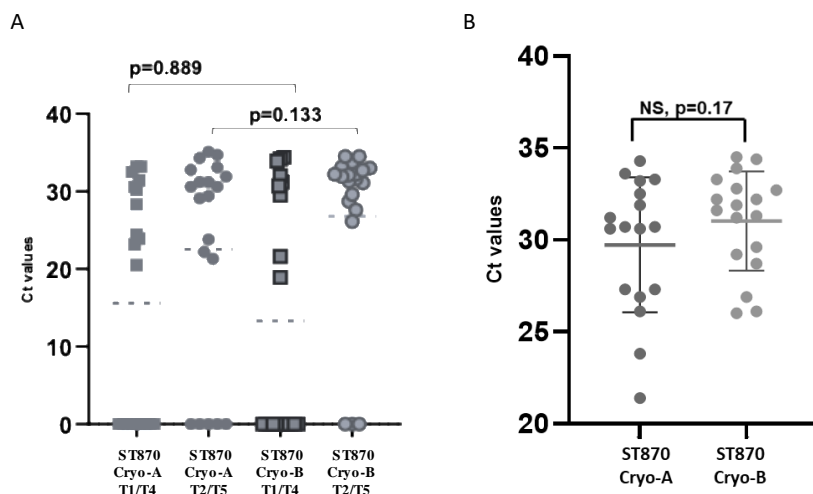 A
p=0.889
p=0.133
40
30
20
10
0
Ct values
ST870
Cryo-A
T1/T4
ST870
Cryo-A
T2/T5
ST870
Cryo-B
T1/T4
ST870
Cryo-B
T2/T5
B
NS, p=0.17
40
35
30
25
20
Ct values
ST870
Cryo-A
ST870
Cryo-B